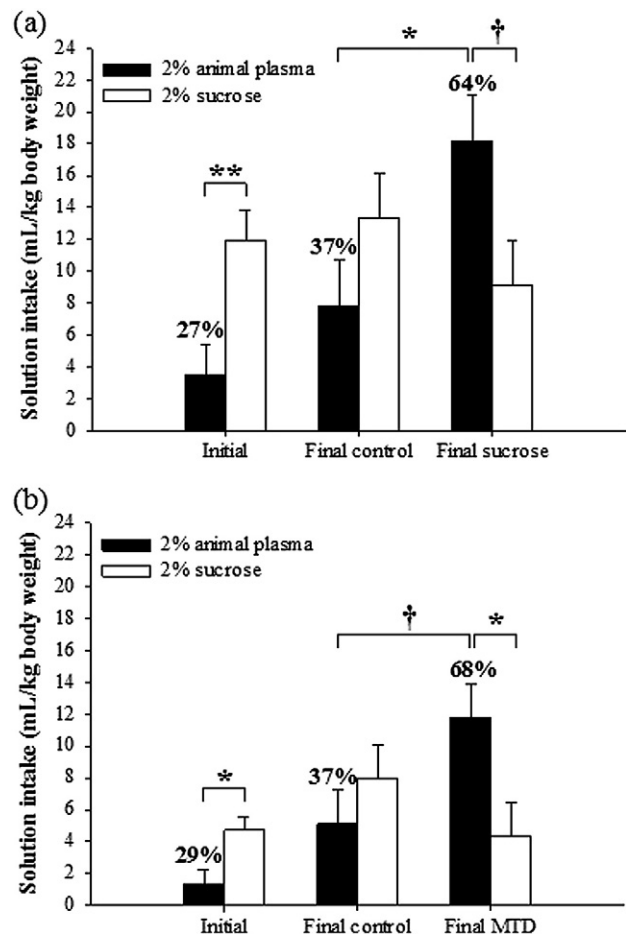 (a)
24
22
20
18
16
14
12
10
8
6
4
2
0
Solution intake (mL/kg body weight)
2% animal plasma
2% sucrose
**
*
†
27%
37%
64%
Initial
Final control
Final sucrose
(b)
24
22
20
18
16
14
12
10
8
6
4
2
0
Solution intake (mL/kg body weight)
2% animal plasma
2% sucrose
*
†
*
29%
37%
68%
Initial
Final control
Final MTD